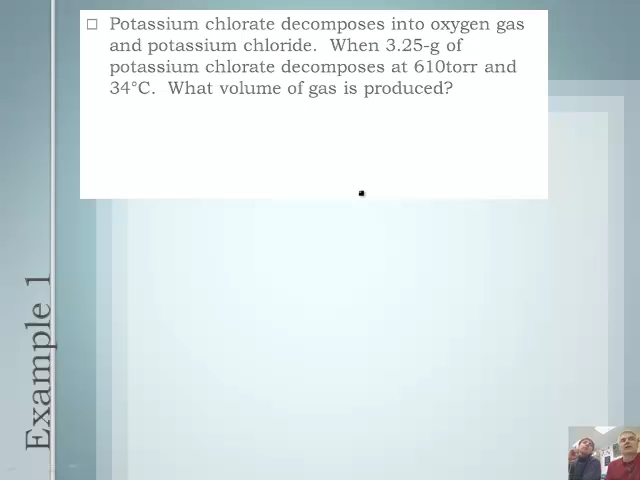 Potassium chlorate decomposes into oxygen gas
and potassium chloride. When 3.25-g of
potassium chlorate decomposes at 610torr and
34°C. What volume of gas is produced?
Example 1